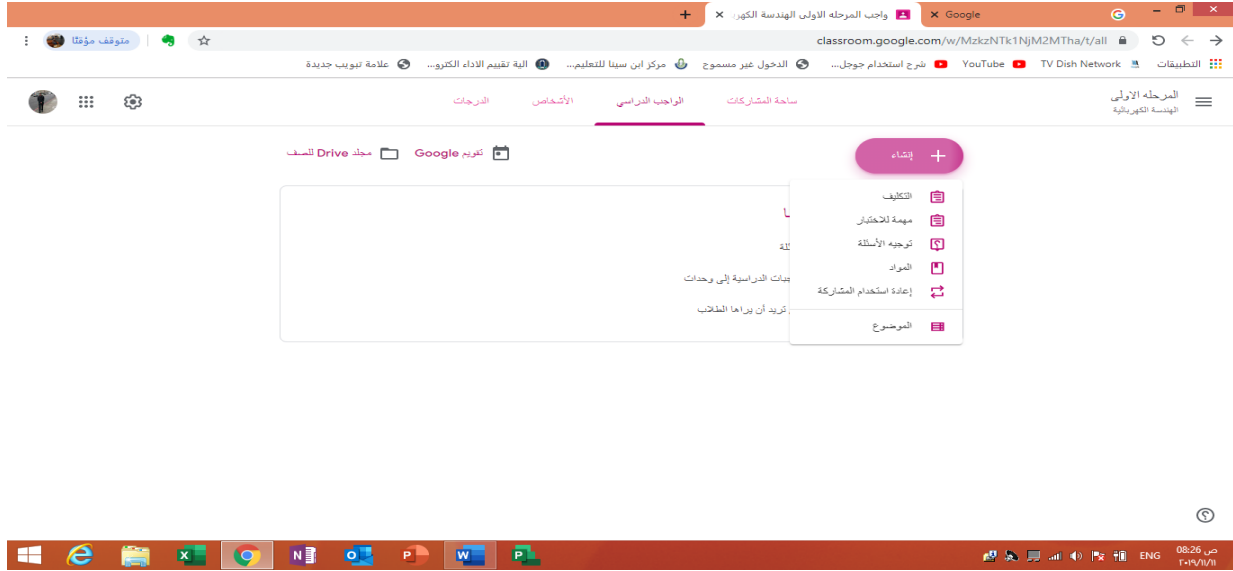 Google
واجب المرحله الاولى الهندسة الكهر
classroom.google.com/w/MzkzNTk1NjM2MTha/t/all
متوقف مؤقتًا
التطبيقات
TV Dish Network
YouTube
شرح استخدام جوجل...
الدخول غير مسموح
مركز ابن سينا للتعليم...
الية تقييم الاداء الكترو...
علامة تبويب جديدة
المرحله الاولى
الهندسة الكهربائية
ساحة المشاركات
الواجب الدراسي
الأشخاص
الدرجات
إنشاء
تقويم Google
مجلد Drive للصف
التكليف
مهمة للاختبار
توجيه الأسئلة
المواد
إعادة استخدام المشاركة
الموضوع
جبات الدراسية إلى وحدات
تريد أن يراها الطلاب
ENG
08:26 ص
٢٠١٩/١١/١١